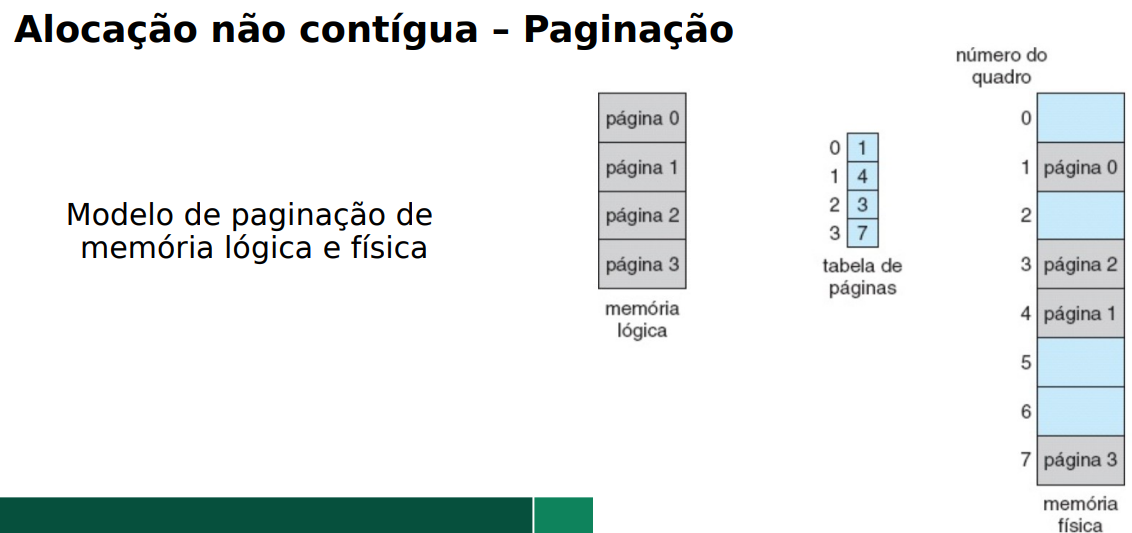 Alocação não contígua – Paginação
Modelo de paginação de
memória lógica e física
página 0
página 1
página 2
página 3
memória
lógica
0 1
1 4
2 3
3 7
tabela de
páginas
número do
quadro
0
1 página 0
2
3 página 2
4 página 1
5
6
7 página 3
memória
física